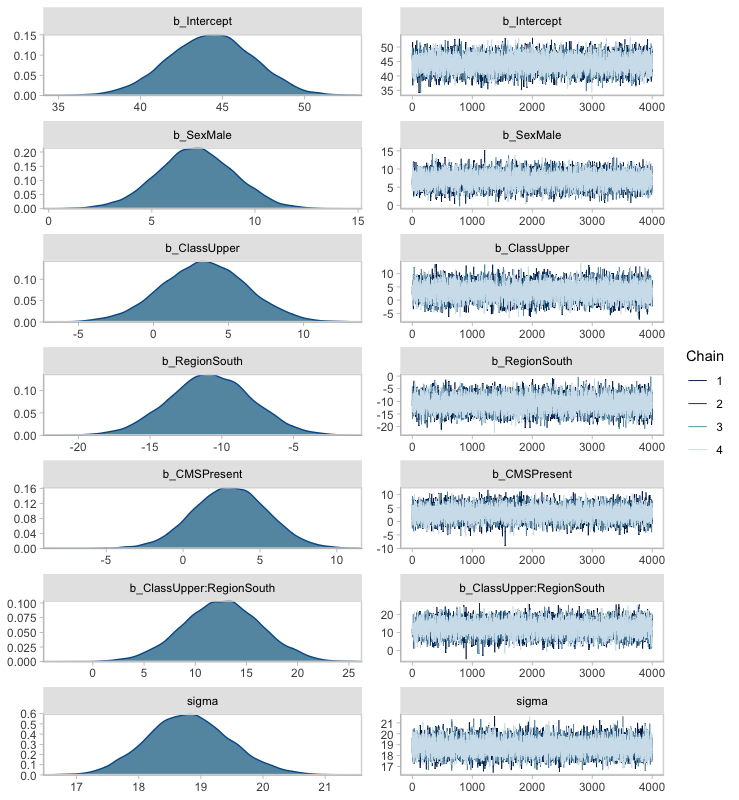 b_Intercept
0.15
0.10
0.05
0.00
35 40 45 50
b_Intercept
50
45
40
35
0 1000 2000 3000 4000
b_SexMale
0.20
0.15
0.10
0.05
0.00
0 5 10 15
b_SexMale
15
10
5
0
0 1000 2000 3000 4000
b_ClassUpper
0.10
0.05
0.00
-5 0 5 10
b_ClassUpper
10
5
0
-5
0 1000 2000 3000 4000
b_RegionSouth
0.10
0.05
0.00
-20 -15 -10 -5
b_RegionSouth
0
-5
-10
-15
-20
0 1000 2000 3000 4000
b_CMSPresent
0.16
0.12
0.08
0.04
0.00
-5 0 5 10
b_CMSPresent
10
5
0
-5
-10
0 1000 2000 3000 4000
b_ClassUpper:RegionSouth
0.100
0.075
0.050
0.025
0.000
0 5 10 15 20 25
b_ClassUpper:RegionSouth
20
10
0
0 1000 2000 3000 4000
sigma
0.6
0.5
0.4
0.3
0.2
0.1
0.0
17 18 19 20 21
sigma
21
20
19
18
17
0 1000 2000 3000 4000
Chain
1
2
3
4